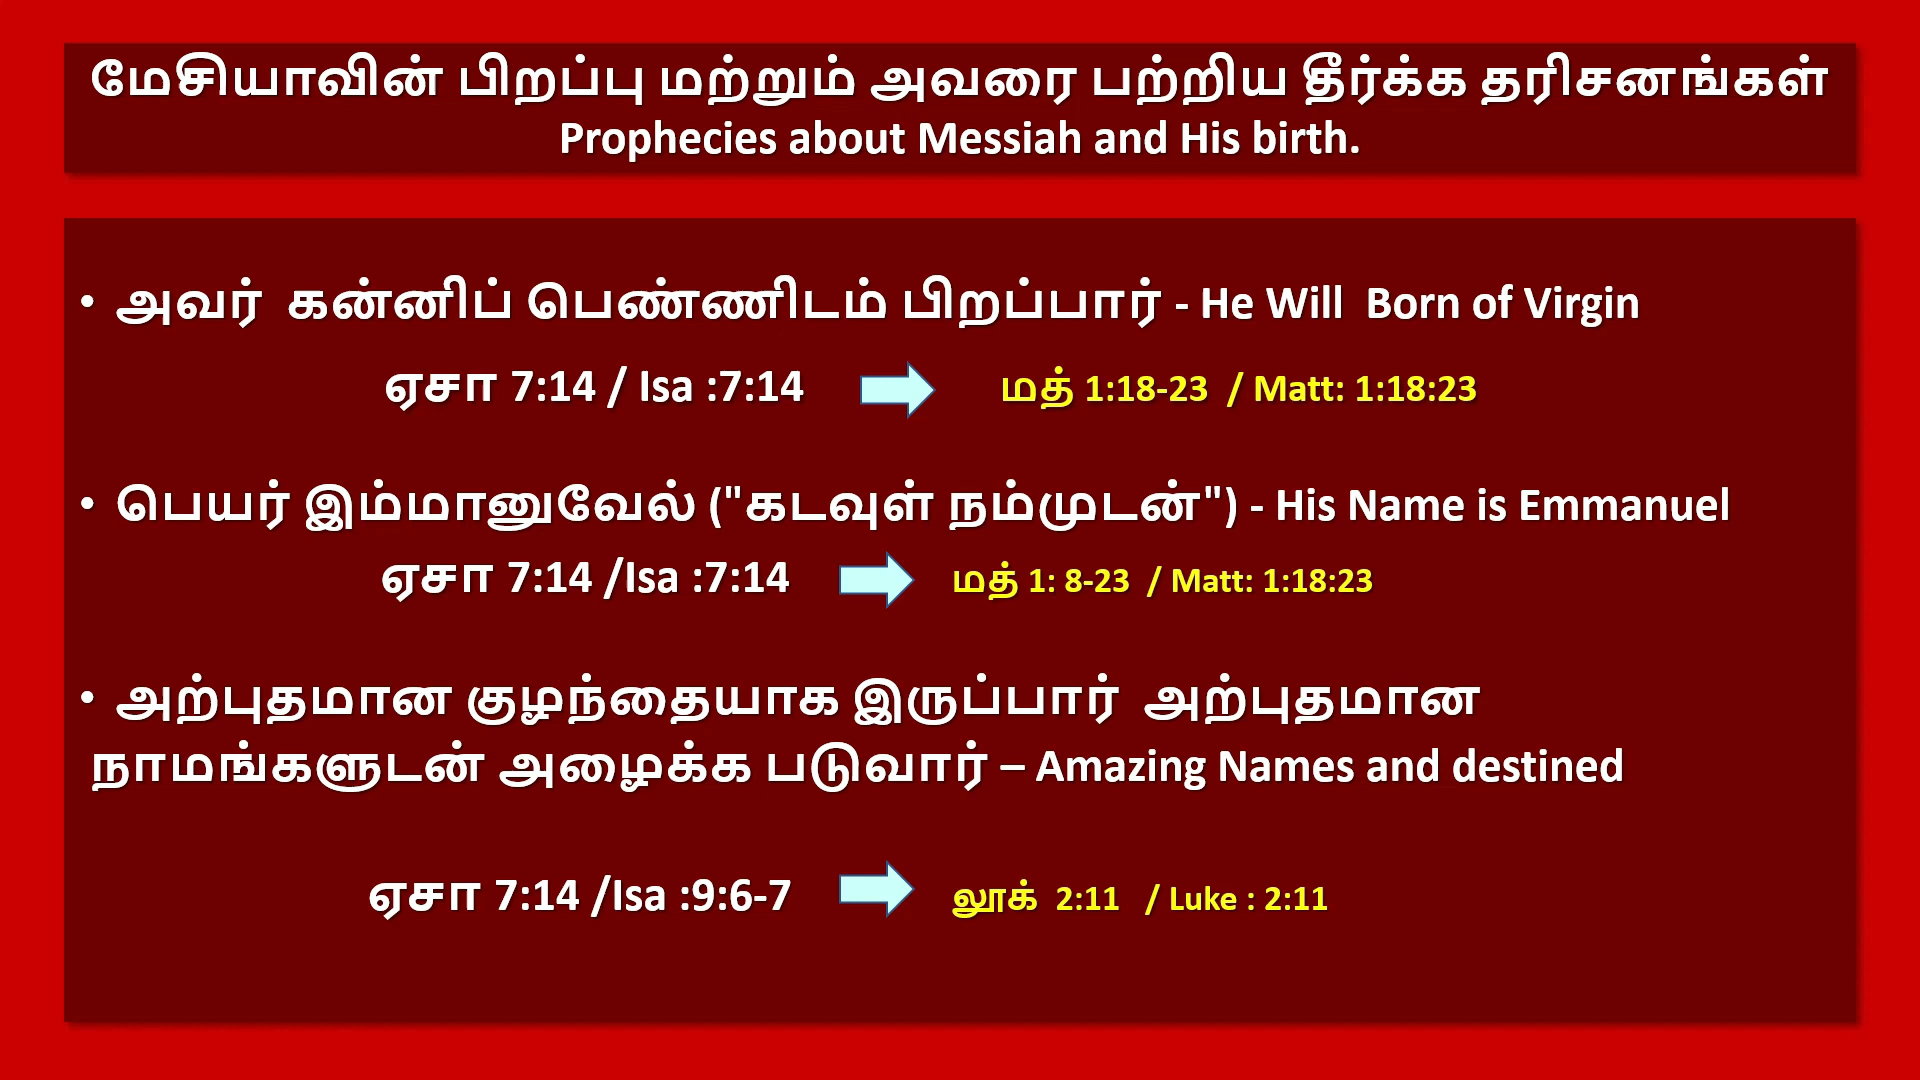 மேசியாவின் பிறப்பு மற்றும் அவரை பற்றிய தீர்க்க தரிசனங்கள்
Prophecies about Messiah and His birth.
• அவர் கன்னிப் பெண்ணிடம் பிறப்பார் - He Will Born of Virgin
ஏசா 7:14 / Isa :7:14 மத் 1:18-23 / Matt: 1:18:23
• பெயர் இம்மானுவேல் ("கடவுள் நம்முடன்") - His Name is Emmanuel
ஏசா 7:14 /Isa :7:14 மத் 1: 8-23 / Matt: 1:18:23
• அற்புதமான குழந்தையாக இருப்பார் அற்புதமான
நாமங்களுடன் அழைக்க படுவார் – Amazing Names and destined
ஏசா 7:14 /Isa :9:6-7 லூக் 2:11 / Luke : 2:11